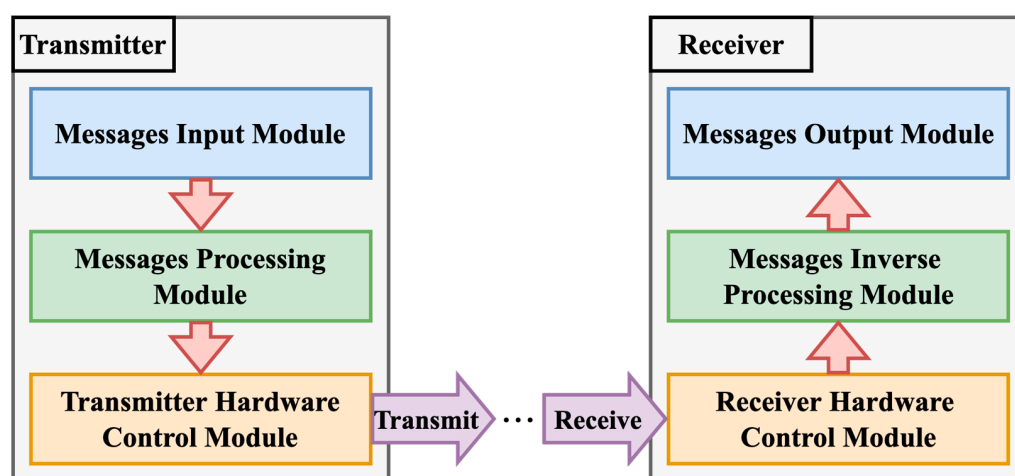 Transmitter
Messages Input Module
Messages Processing
Module
Transmitter Hardware
Control Module
Transmit
...
Receive
Receiver
Messages Output Module
Messages Inverse
Processing Module
Receiver Hardware
Control Module